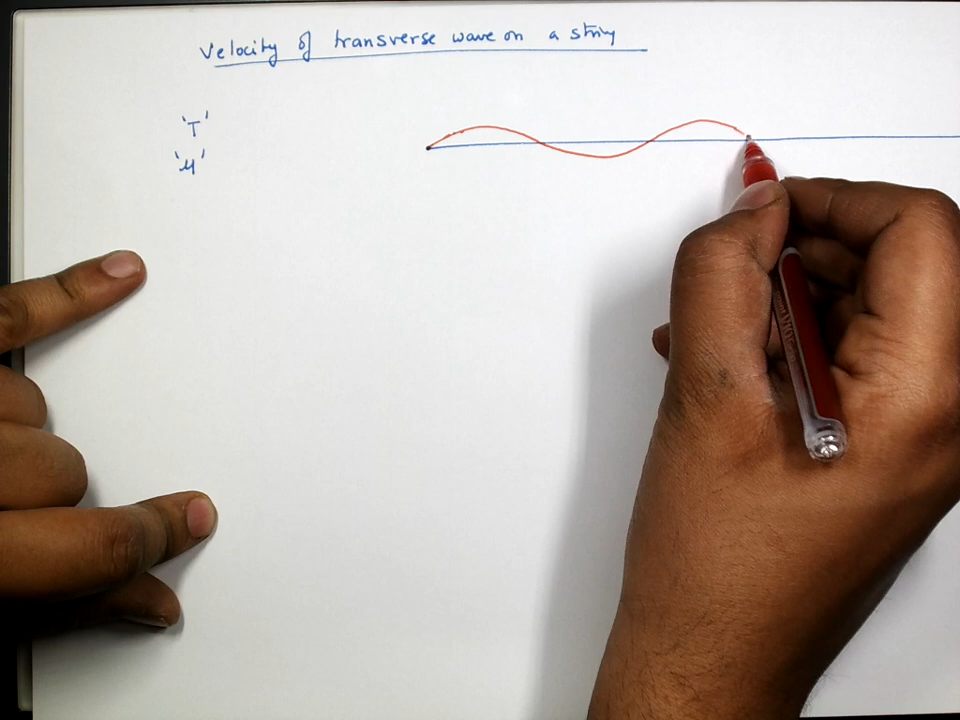 Velocity of transverse wave on a string
'T'
'μ'